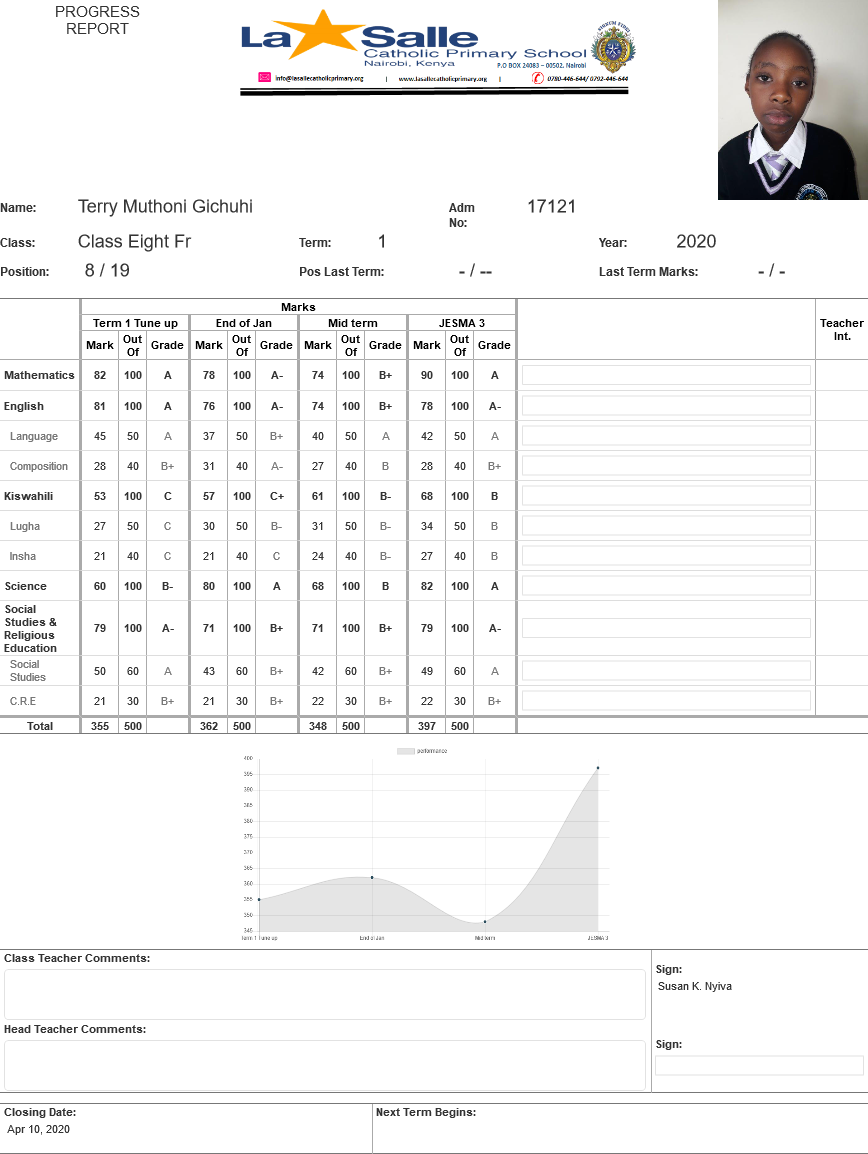 PROGRESS
REPORT
La Salle
Catholic Primary School
Nairobi, Kenya
P.O BOX 24083 – 00502, Nairobi
info@lasallecatholicprimary.org | www.lasallecatholicprimary.org | 0780-446-644/ 0792-446-644
Name: Terry Muthoni Gichuhi Adm No: 17121
Class: Class Eight Fr Term: 1 Year: 2020
Position: 8 / 19 Pos Last Term: - / -- Last Term Marks: - / -
Marks
Term 1 Tune up End of Jan Mid term JESMA 3 Teacher Int.
Mark Out Of Grade Mark Out Of Grade Mark Out Of Grade Mark Out Of Grade
Mathematics 82 100 A 78 100 A- 74 100 B+ 90 100 A
English 81 100 A 76 100 A- 74 100 B+ 78 100 A-
Language 45 50 A 37 50 B+ 40 50 A 42 50 A
Composition 28 40 B+ 31 40 A- 27 40 B 28 40 B+
Kiswahili 53 100 C 57 100 C+ 61 100 B- 68 100 B
Lugha 27 50 C 30 50 B- 31 50 B- 34 50 B
Insha 21 40 C 21 40 C 24 40 B- 27 40 B
Science 60 100 B- 80 100 A 68 100 B 82 100 A
Social Studies & Religious Education 79 100 A- 71 100 B+ 71 100 B+ 79 100 A-
Social Studies 50 60 A 43 60 B+ 42 60 B+ 49 60 A
C.R.E 21 30 B+ 21 30 B+ 22 30 B+ 22 30 B+
Total 355 500 362 500 348 500 397 500
performance
400
395
390
385
380
375
370
365
360
355
350
345
Term 1 Tune up End of Jan Mid term JESMA 3
Class Teacher Comments:
Sign:
Susan K. Nyiva
Head Teacher Comments:
Sign:
Closing Date: Next Term Begins:
Apr 10, 2020